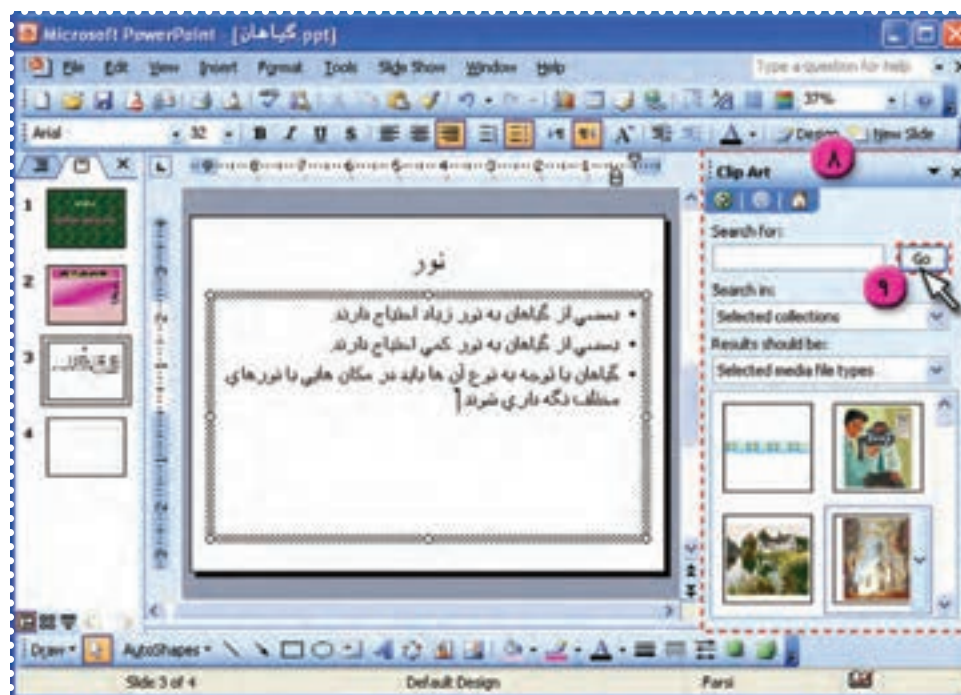 Microsoft PowerPoint - [گیاهان.ppt]
File Edit View Insert Format Tools Slide Show Window Help Type a question for help
37%
Arial 32 B I U S Design New Slide
Clip Art ۸
Search for:
Go
۹
Search in:
Selected collections
Results should be:
Selected media file types
1
2
3
4
نور
• بعضی از گیاهان به نور زیاد احتیاج دارند
• بعضی از گیاهان به نور کمی احتیاج دارند
• گیاهان با توجه به نوع آن ها باید در مکان هایی با نورهای
مختلف نگه داری شوند
Draw AutoShapes
Slide 3 of 4 Default Design Farsi